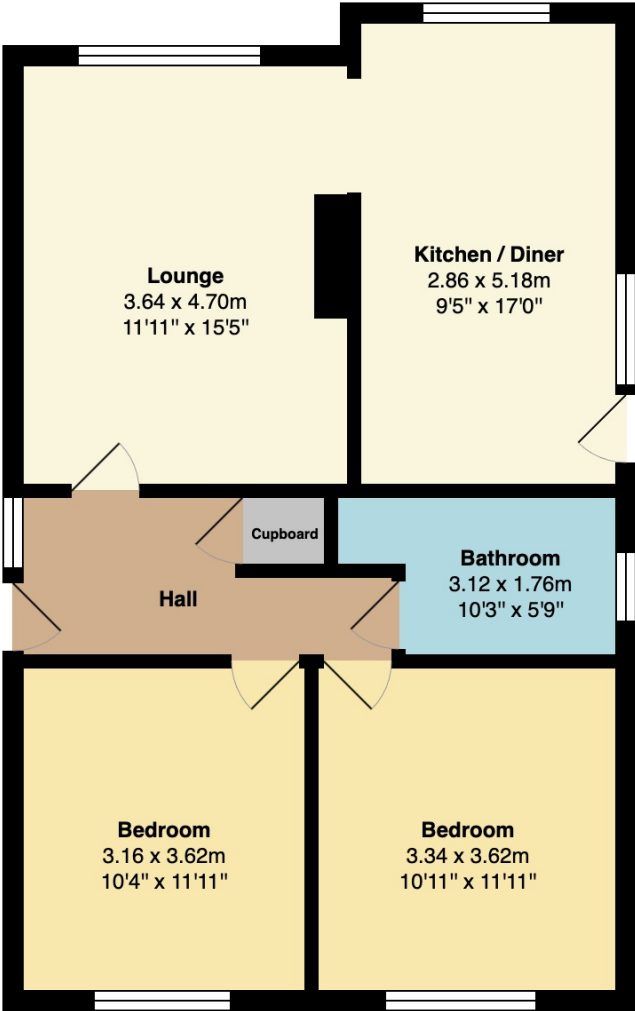 Lounge
3.64 x 4.70m
11'11" x 15'5"
Kitchen / Diner
2.86 x 5.18m
9'5" x 17'0"
Cupboard
Hall
Bathroom
3.12 x 1.76m
10'3" x 5'9"
Bedroom
3.16 x 3.62m
10'4" x 11'11"
Bedroom
3.34 x 3.62m
10'11" x 11'11"